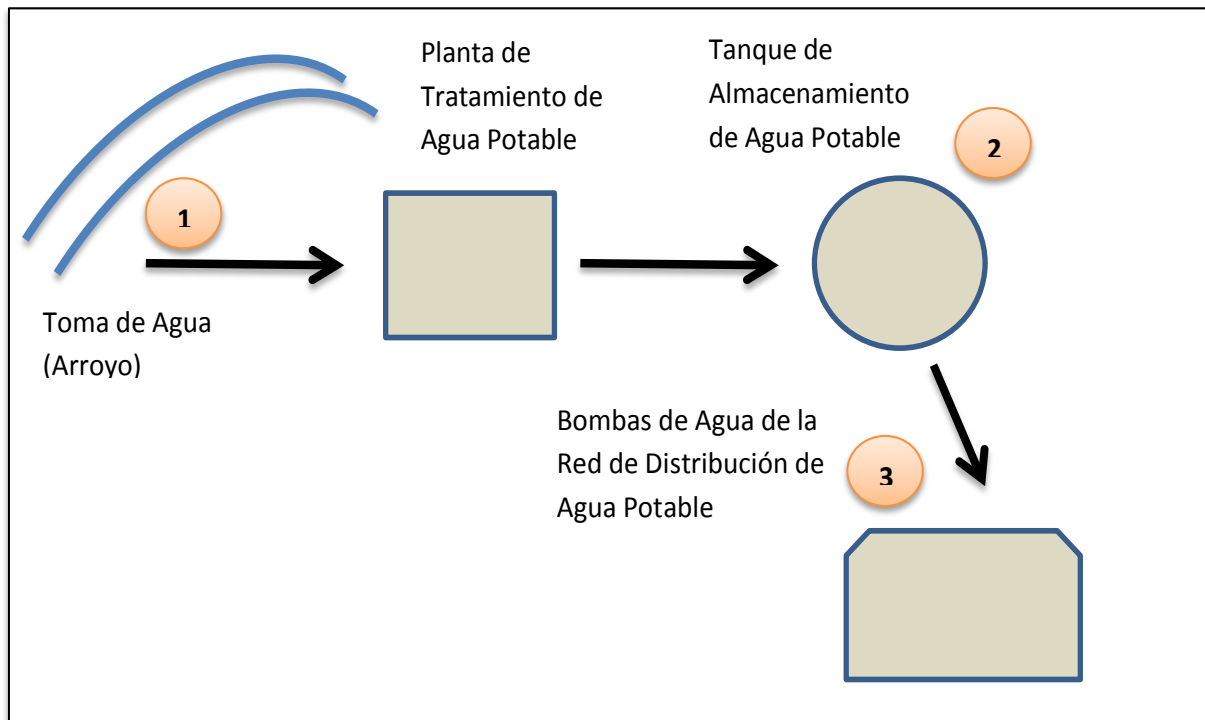 Planta de
Tratamiento de
Agua Potable
Tanque de
Almacenamiento
de Agua Potable
2
1
Toma de Agua
(Arroyo)
Bombas de Agua de la
Red de Distribución de
Agua Potable
3